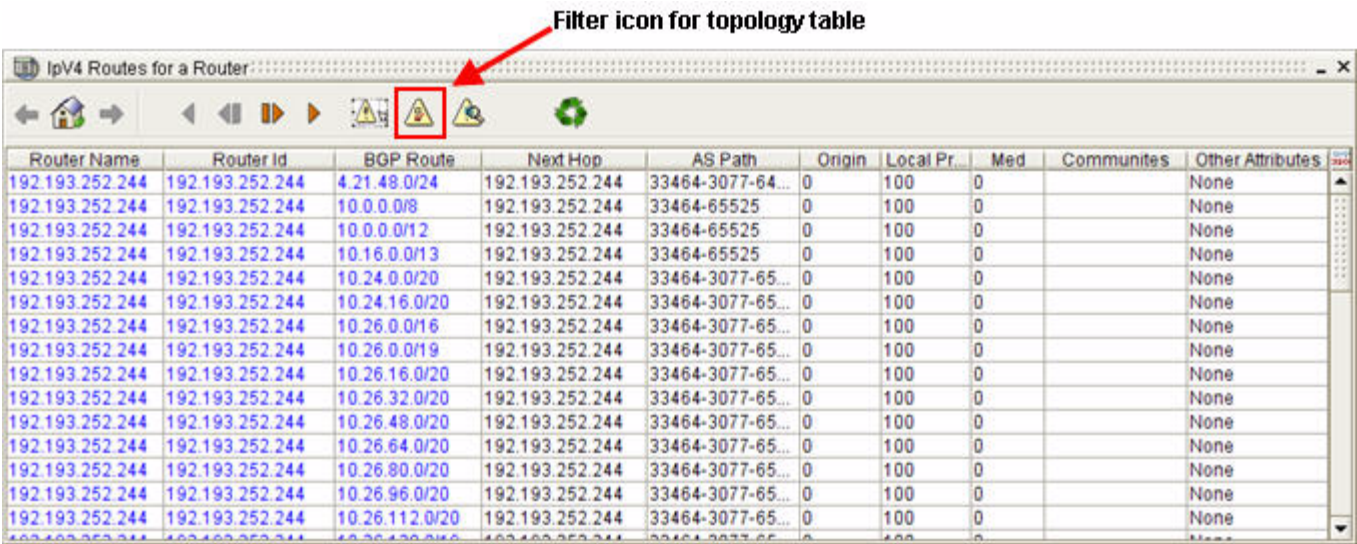 Filter icon for topology table
IpV4 Routes for a Router
Router Name Router Id BGP Route Next Hop AS Path Origin Local Pr... Med Communites Other Attributes
192.193.252.244 192.193.252.244 4.21.48.0/24 192.193.252.244 33464-3077-64... 0 100 0 None
192.193.252.244 192.193.252.244 10.0.0.0/8 192.193.252.244 33464-65525 0 100 0 None
192.193.252.244 192.193.252.244 10.0.0.0/12 192.193.252.244 33464-65525 0 100 0 None
192.193.252.244 192.193.252.244 10.16.0.0/13 192.193.252.244 33464-65525 0 100 0 None
192.193.252.244 192.193.252.244 10.24.0.0/20 192.193.252.244 33464-3077-65... 0 100 0 None
192.193.252.244 192.193.252.244 10.24.16.0/20 192.193.252.244 33464-3077-65... 0 100 0 None
192.193.252.244 192.193.252.244 10.26.0.0/16 192.193.252.244 33464-3077-65... 0 100 0 None
192.193.252.244 192.193.252.244 10.26.0.0/19 192.193.252.244 33464-3077-65... 0 100 0 None
192.193.252.244 192.193.252.244 10.26.16.0/20 192.193.252.244 33464-3077-65... 0 100 0 None
192.193.252.244 192.193.252.244 10.26.32.0/20 192.193.252.244 33464-3077-65... 0 100 0 None
192.193.252.244 192.193.252.244 10.26.48.0/20 192.193.252.244 33464-3077-65... 0 100 0 None
192.193.252.244 192.193.252.244 10.26.64.0/20 192.193.252.244 33464-3077-65... 0 100 0 None
192.193.252.244 192.193.252.244 10.26.80.0/20 192.193.252.244 33464-3077-65... 0 100 0 None
192.193.252.244 192.193.252.244 10.26.96.0/20 192.193.252.244 33464-3077-65... 0 100 0 None
192.193.252.244 192.193.252.244 10.26.112.0/20 192.193.252.244 33464-3077-65... 0 100 0 None